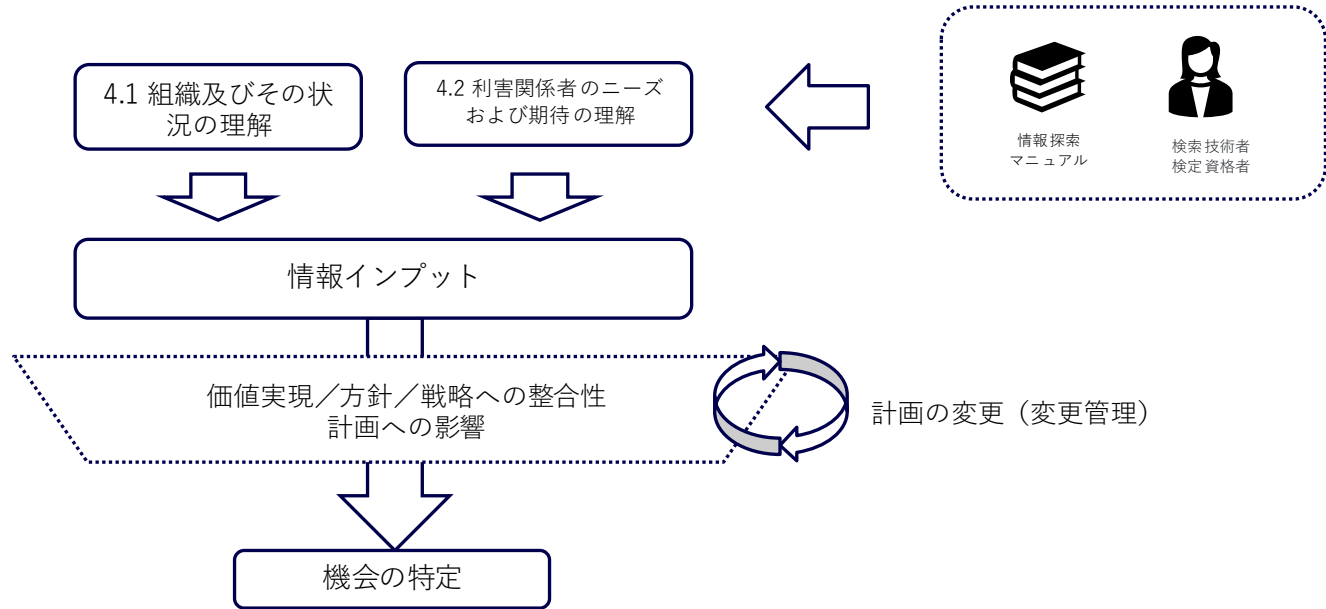 4.1 組織及びその状
況の理解
4.2 利害関係者のニーズ
および期待の理解
情報探索
マニュアル
検索技術者
検定資格者
情報インプット
価値実現／方針／戦略への整合性
計画への影響
計画の変更（変更管理）
機会の特定